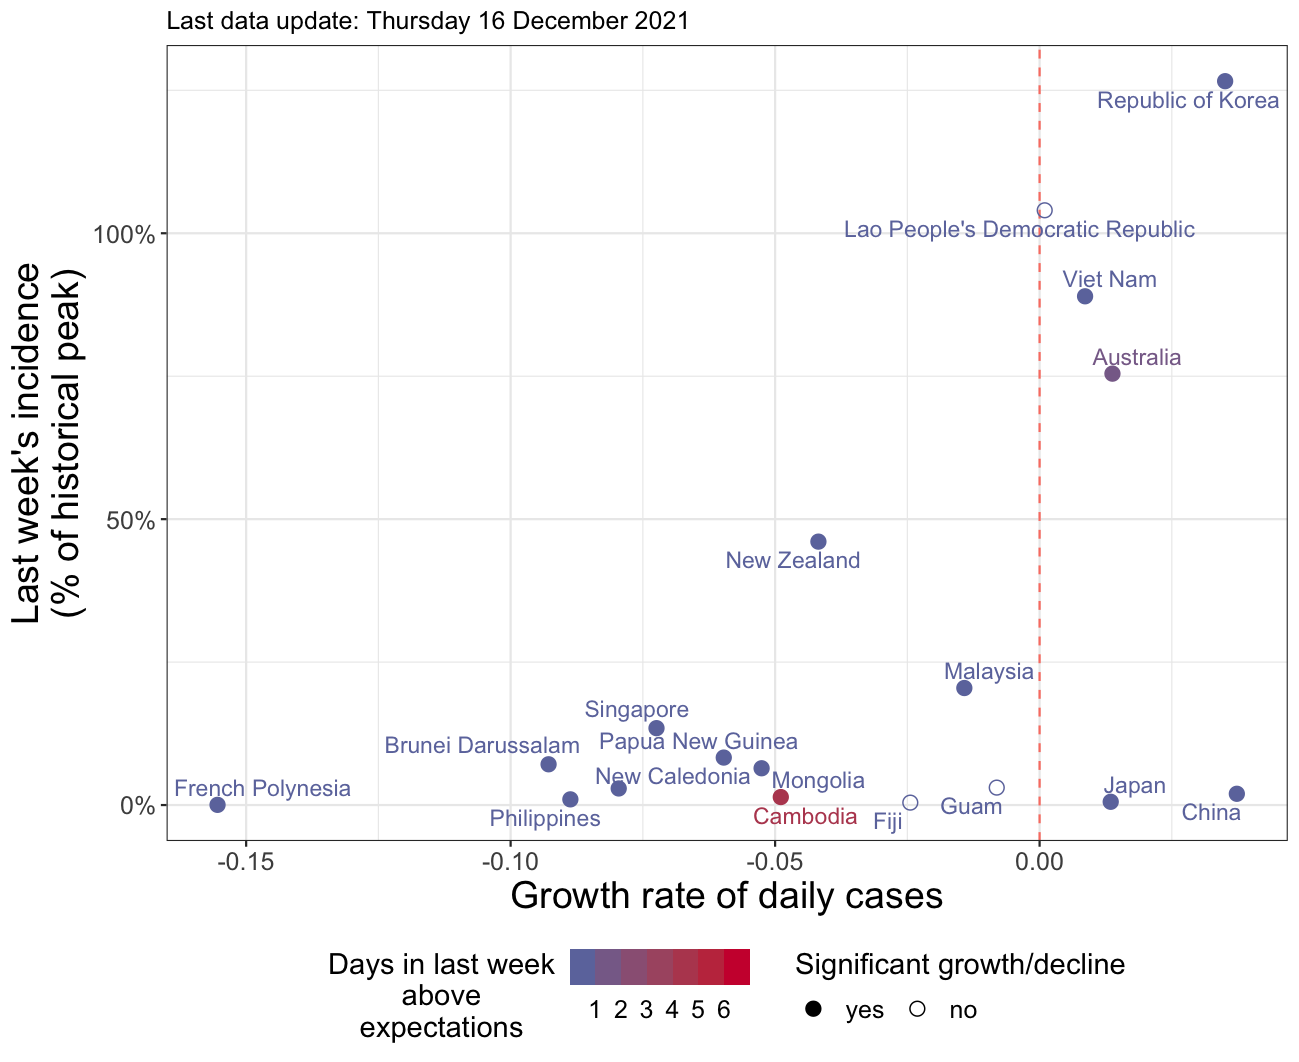 Last data update: Thursday 16 December 2021
Last week's incidence
(% of historical peak)
100%
50%
0%
Republic of Korea
Lao People's Democratic Republic
Viet Nam
Australia
New Zealand
Malaysia
Singapore
Papua New Guinea
Brunei Darussalam
New Caledonia
Mongolia
French Polynesia
Japan
Guam
China
Philippines
Cambodia
Fiji
-0.15
-0.10
-0.05
0.00
Growth rate of daily cases
Days in last week
above
expectations
1 2 3 4 5 6
Significant growth/decline
yes
no